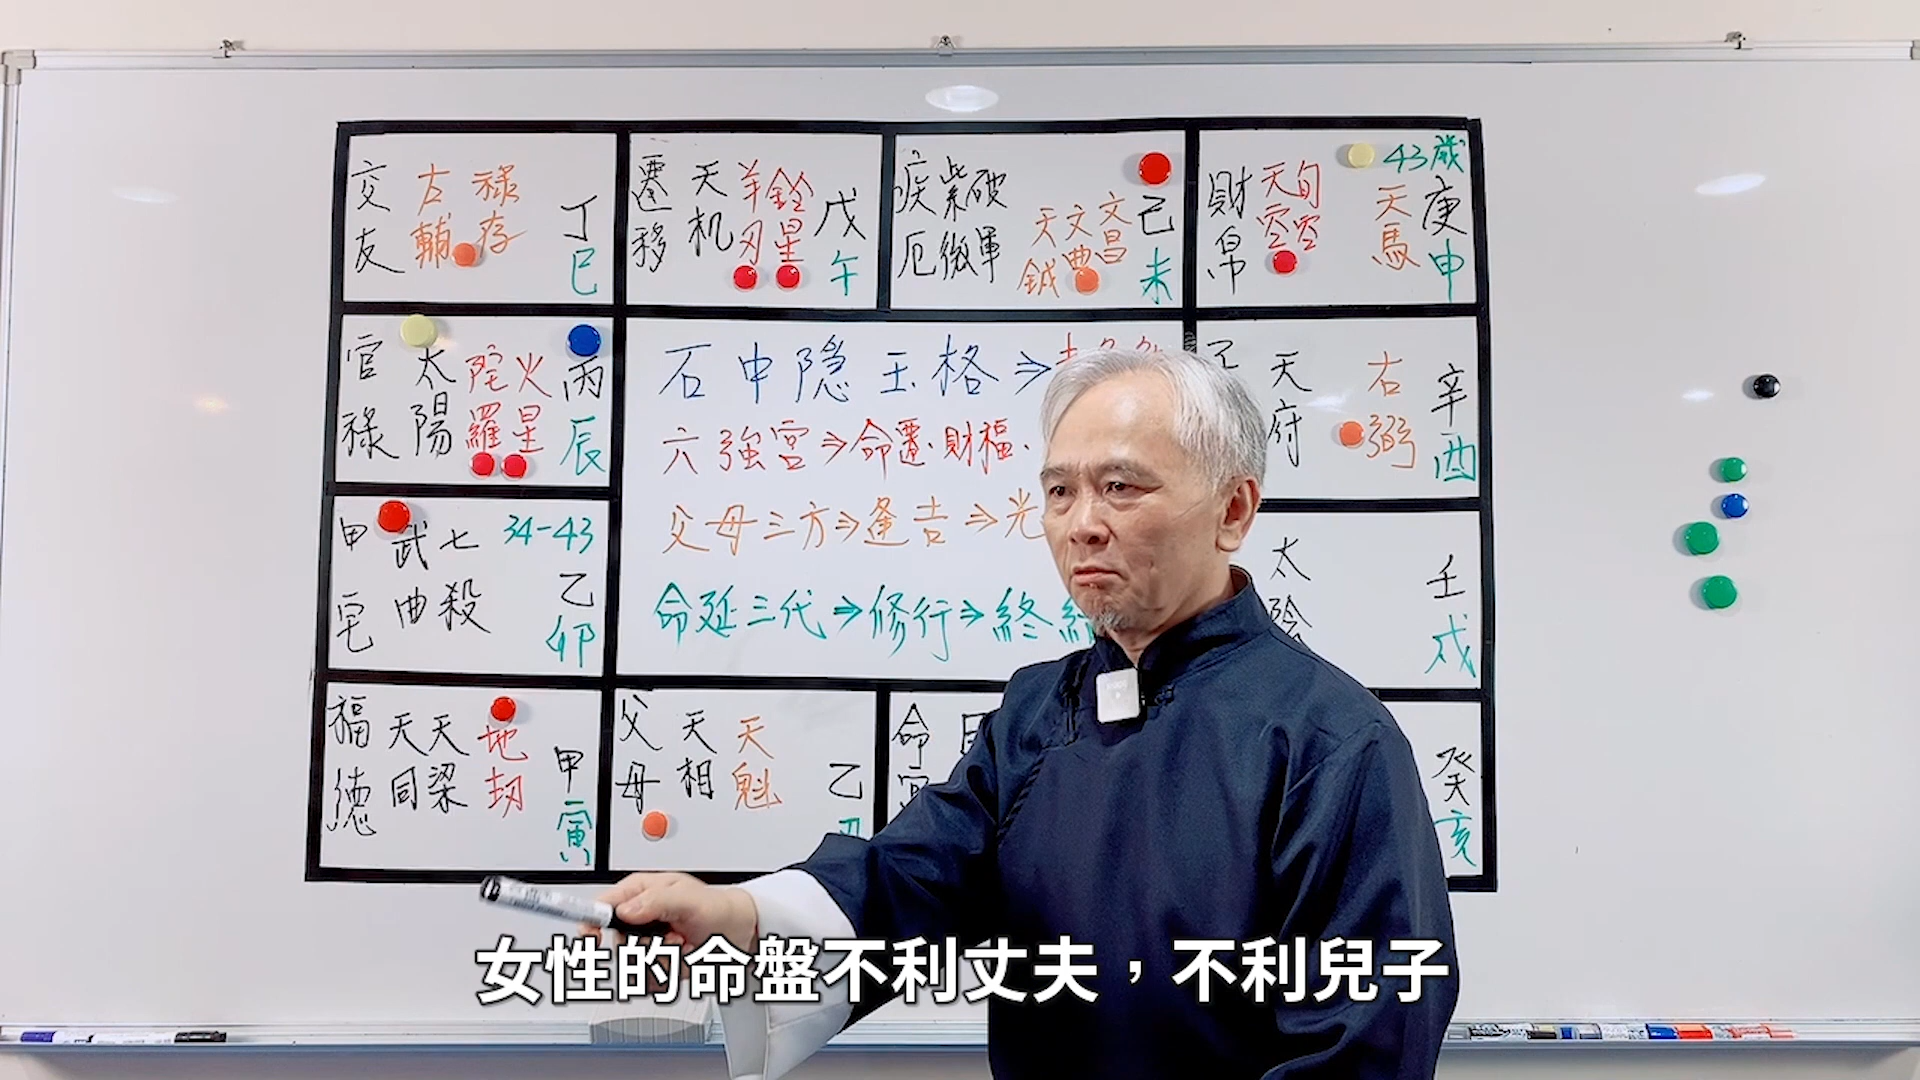 交友 左輔 祿存 丁巳
遷移 天机 羊刃 鈴星 戊午
疾厄 紫微 破軍 天鉞 文曲 文昌 己未
財帛 天空 旬空 天馬 43歲 庚申
官祿 太陽 陀羅 火星 丙辰
石中隐玉格⇒
六強宮⇒命遷.財福.
父母三方⇒逢吉⇒光
命延三代⇒修行⇒終
天府 右弼 辛酉
田宅 武曲 七殺 34-43 乙卯
太陰 壬戌
福德 天同 天梁 地劫 甲寅
父母 天相 天魁 乙丑
命宮
癸亥
女性的命盤不利丈夫，不利兒子